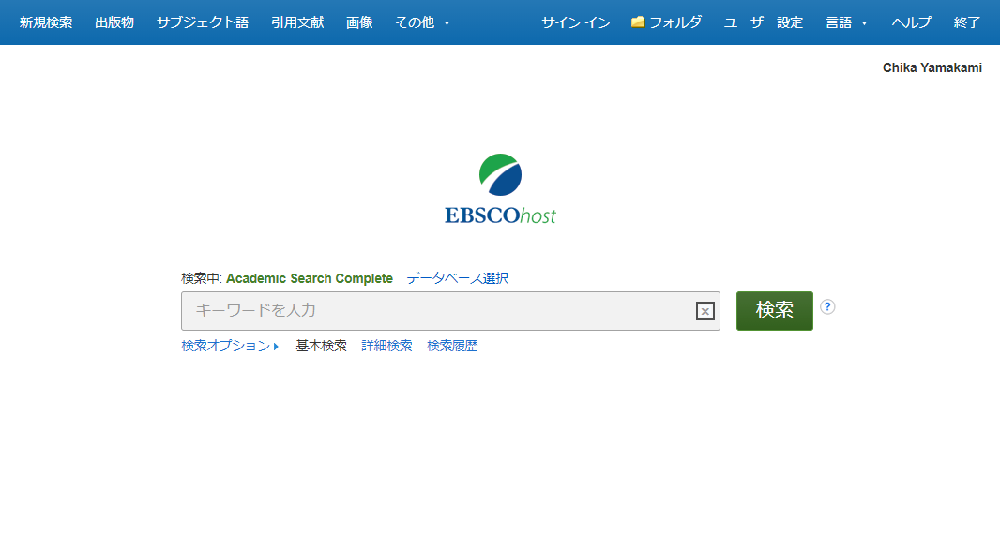 新規検索 出版物 サブジェクト語 引用文献 画像 その他 サイン イン フォルダ ユーザー設定 言語 ヘルプ 終了
Chika Yamakami
EBSCOhost
検索中: Academic Search Complete データベース選択
キーワードを入力 検索 ?
検索オプション 基本検索 詳細検索 検索履歴